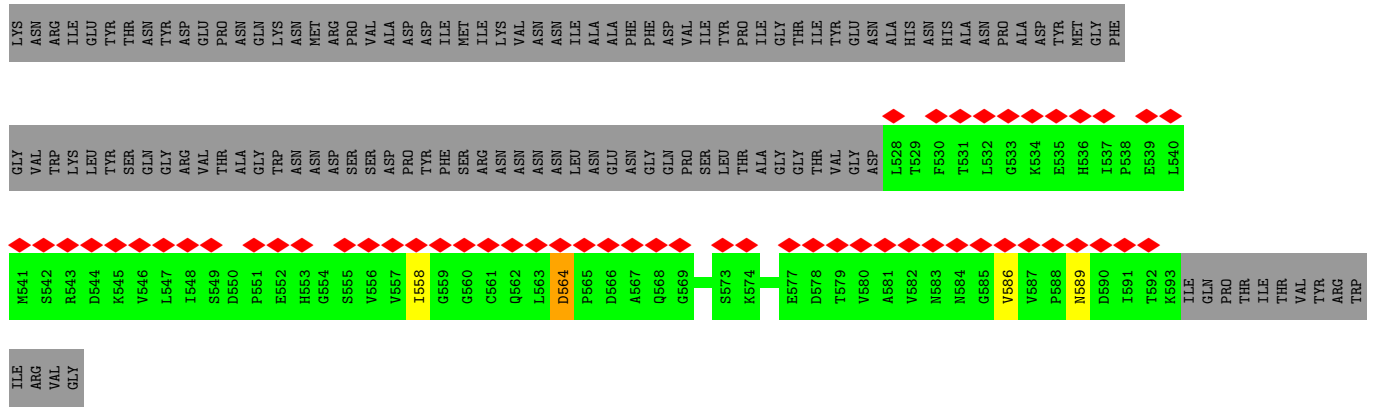 LYS ASN ARG ILE GLU TYR THR ASN TYR ASP GLU PRO ASN GLN LYS ASN MET ARG PRO VAL ALA ASP ASP ILE MET ILE LYS VAL ASN ASN ILE ALA ALA PHE PHE ASP VAL ILE TYR PRO ILE GLY THR ILE TYR GLU ASN ALA HIS ASN HIS ALA ASN PRO ALA ASP TYR MET GLY PHE
GLY VAL TRP LYS LEU TYR SER GLN GLY ARG VAL THR ALA GLY TRP ASN ASN ASP SER SER ASP PRO TYR PHE SER ARG ASN ASN ASN ASN LEU ASN GLU ASN GLY GLN PRO SER LEU THR ALA GLY GLY THR VAL GLY ASP L528 T529 F530 T531 L532 G533 K534 E535 H536 I537 P538 E539 L540
M541 S542 R543 D544 K545 V546 L547 I548 S549 D550 P551 E552 H553 G554 S555 V556 V557 I558 G559 G560 C561 Q562 L563 D564 P565 D566 A567 Q568 G569 S573 K574 E577 D578 T579 V580 A581 V582 N583 N584 G585 V586 V587 P588 N589 D590 I591 T592 K593 ILE GLN PRO THR ILE THR VAL TYR ARG TRP
ILE ARG VAL GLY